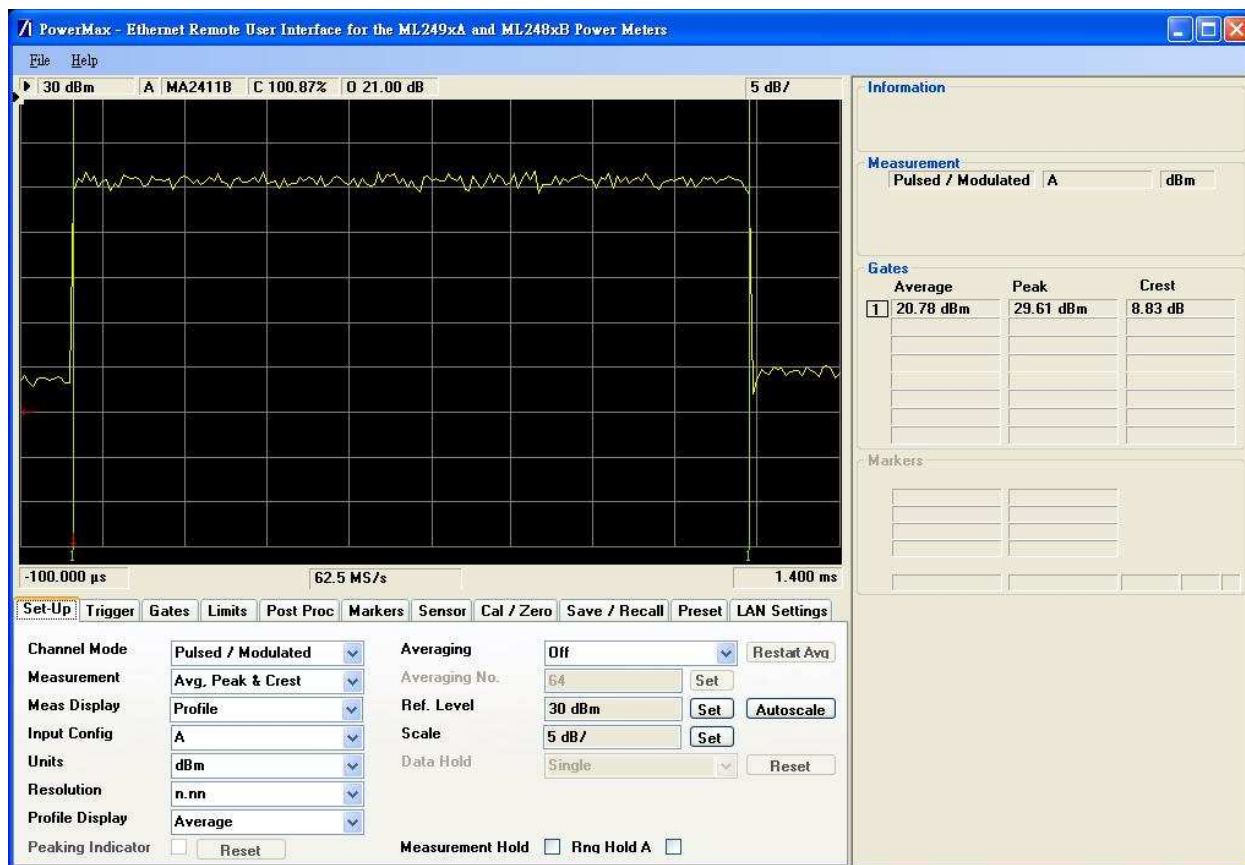 PowerMax - Ethernet Remote User Interface for the ML249xA and ML248xB Power Meters
File Help
30 dBm A MA2411B C 100.87% O 21.00 dB 5 dB/
1 1
-100.000 µs 62.5 MS/s 1.400 ms
Information
Measurement
Pulsed / Modulated A dBm
Gates
Average Peak Crest
1 20.78 dBm 29.61 dBm 8.83 dB
Markers
Set-Up Trigger Gates Limits Post Proc Markers Sensor Cal / Zero Save / Recall Preset LAN Settings
Channel Mode Pulsed / Modulated Averaging Off Restart Avg
Measurement Avg, Peak & Crest Averaging No. 64 Set
Meas Display Profile Ref. Level 30 dBm Set Autoscale
Input Config A Scale 5 dB/ Set
Units dBm Data Hold Single Reset
Resolution n.nn
Profile Display Average
Peaking Indicator Reset Measurement Hold Rng Hold A